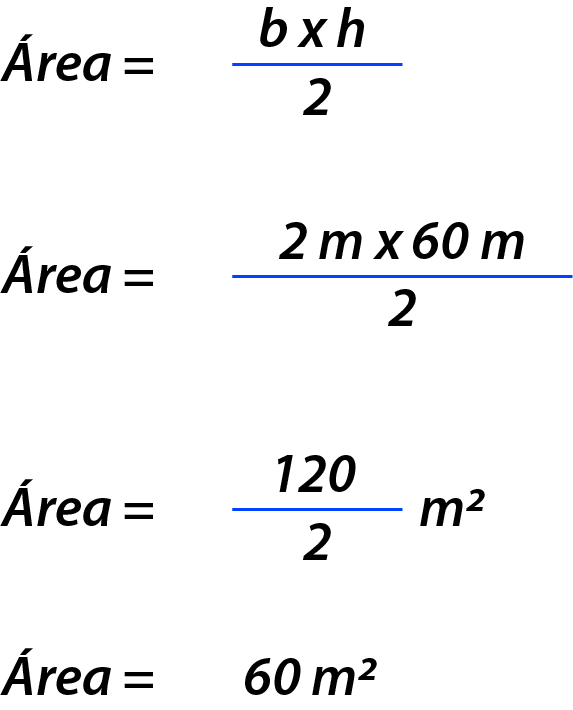 Área = b x h
2
Área = 2 m x 60 m
2
Área = 120 m²
2
Área = 60 m²